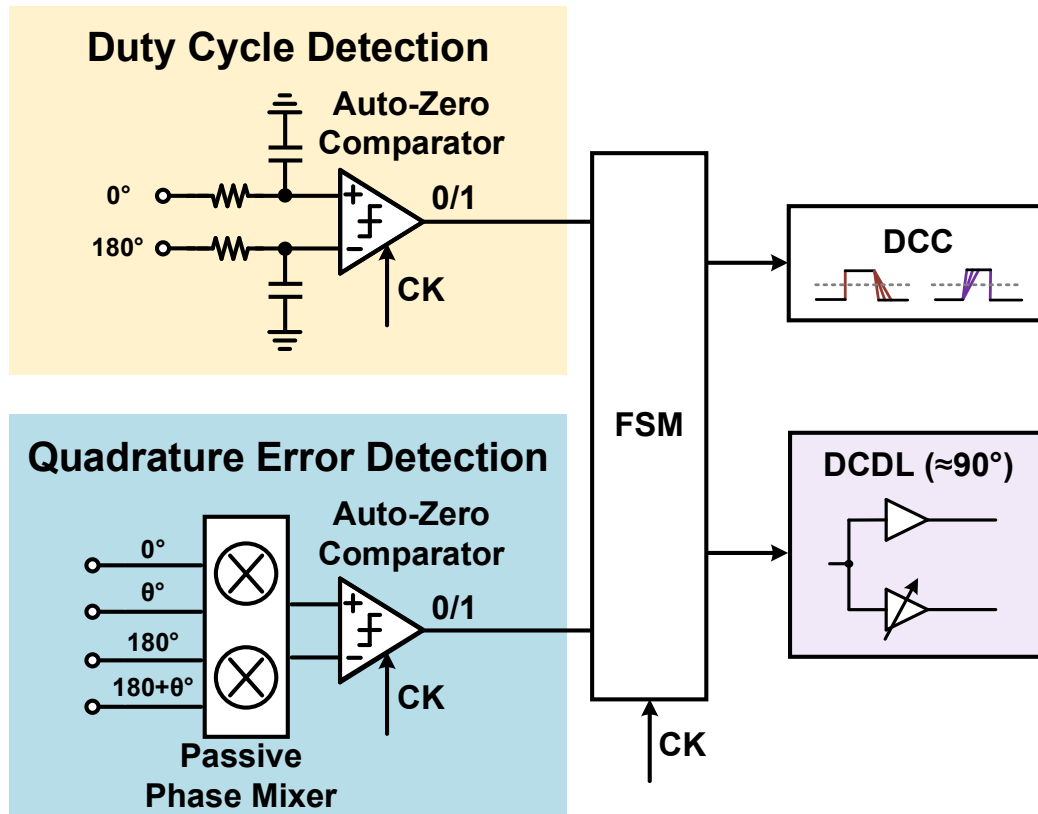 Duty Cycle Detection
Auto-Zero
Comparator
0°
180°
+
−
0/1
CK
Quadrature Error Detection
Auto-Zero
Comparator
0°
θ°
180°
180+θ°
+
−
0/1
CK
Passive
Phase Mixer
FSM
CK
DCC
DCDL (≈90°)